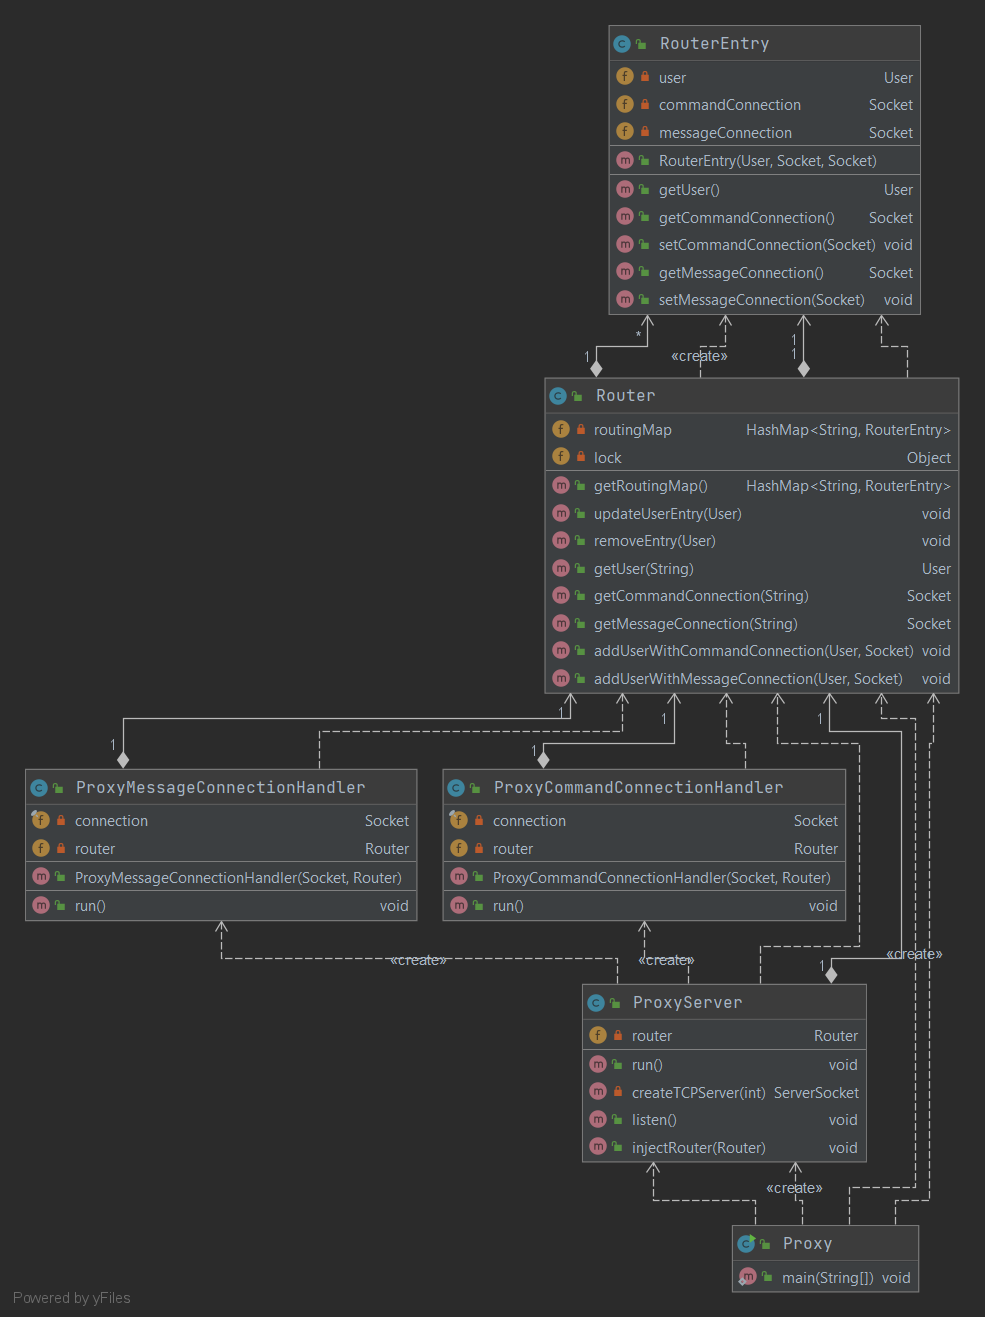 RouterEntry
user User
commandConnection Socket
messageConnection Socket
RouterEntry(User, Socket, Socket)
getUser() User
getCommandConnection() Socket
setCommandConnection(Socket) void
getMessageConnection() Socket
setMessageConnection(Socket) void
*
1
1
1
«create»
Router
routingMap HashMap<String, RouterEntry>
lock Object
getRoutingMap() HashMap<String, RouterEntry>
updateUserEntry(User) void
removeEntry(User) void
getUser(String) User
getCommandConnection(String) Socket
getMessageConnection(String) Socket
addUserWithCommandConnection(User, Socket) void
addUserWithMessageConnection(User, Socket) void
1
1
1
1
1
ProxyMessageConnectionHandler
connection Socket
router Router
ProxyMessageConnectionHandler(Socket, Router)
run() void
ProxyCommandConnectionHandler
connection Socket
router Router
ProxyCommandConnectionHandler(Socket, Router)
run() void
«create»
«create»
«create»
1
ProxyServer
router Router
run() void
createTCPServer(int) ServerSocket
listen() void
injectRouter(Router) void
«create»
Proxy
main(String[]) void
Powered by yFiles